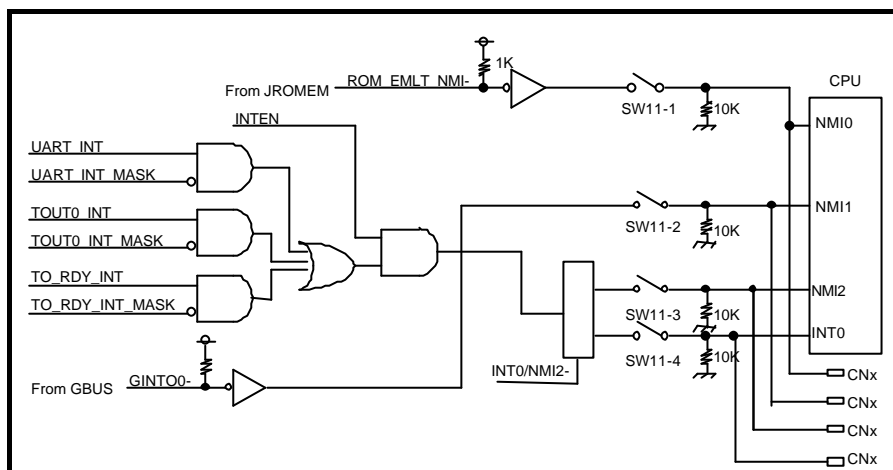 1K
CPU
From JROMEM
ROM_EMLT_NMI-
SW11-1
10K
NMI0
INTEN
UART_INT
UART_INT_MASK
NMI1
SW11-2
10K
TOUT0_INT
TOUT0_INT_MASK
TO_RDY_INT
TO_RDY_INT_MASK
NMI2
SW11-3
10K
INT0
SW11-4
10K
INT0/NMI2-
From GBUS
GINTO0-
CNx
CNx
CNx
CNx